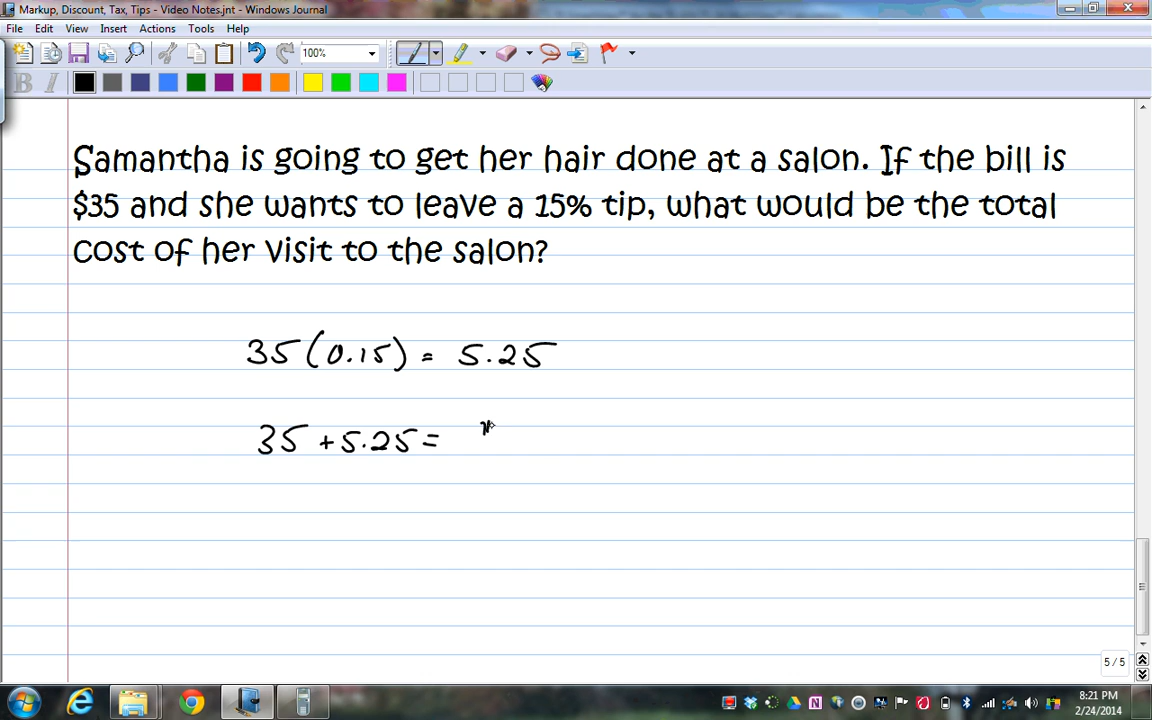 Markup, Discount, Tax, Tips - Video Notes.jnt - Windows Journal
File Edit View Insert Actions Tools Help
100%
B I
Samantha is going to get her hair done at a salon. If the bill is
$35 and she wants to leave a 15% tip, what would be the total
cost of her visit to the salon?
35(0.15) = 5.25
35 + 5.25 =
5 / 5
8:21 PM
2/24/2014